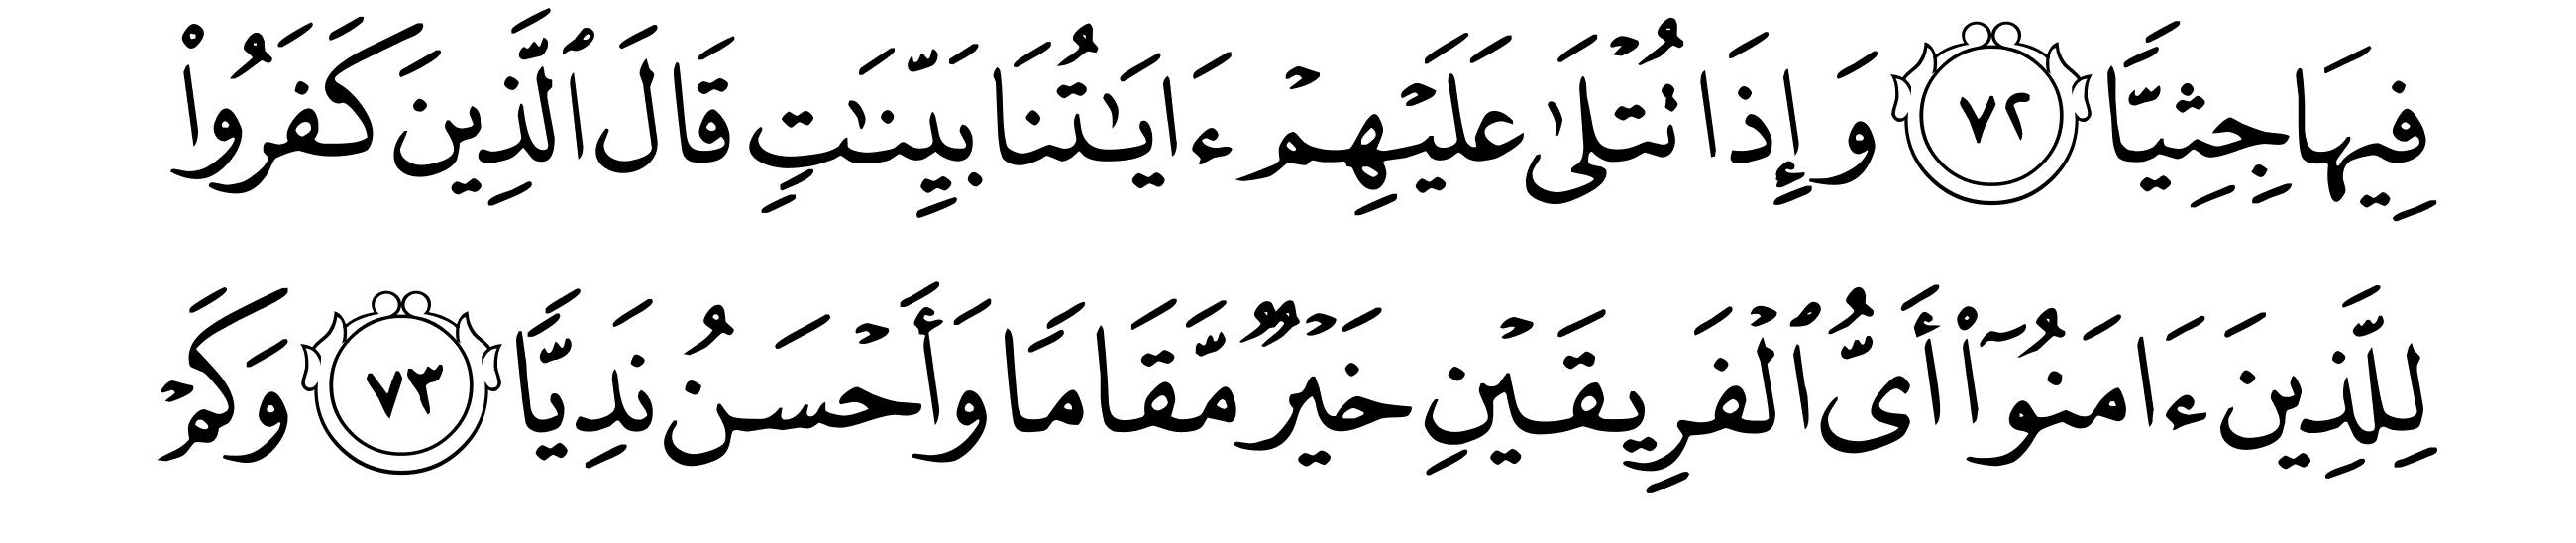 فِيهَا جِثِيًّا ٧٢ وَإِذَا تُتْلَىٰ عَلَيْهِمْ ءَايَٰتُنَا بَيِّنَٰتٍ قَالَ ٱلَّذِينَ كَفَرُوا۟
لِلَّذِينَ ءَامَنُوٓا۟ أَىُّ ٱلْفَرِيقَيْنِ خَيْرٌ مَّقَامًا وَأَحْسَنُ نَدِيًّا ٧٣ وَكَمْ